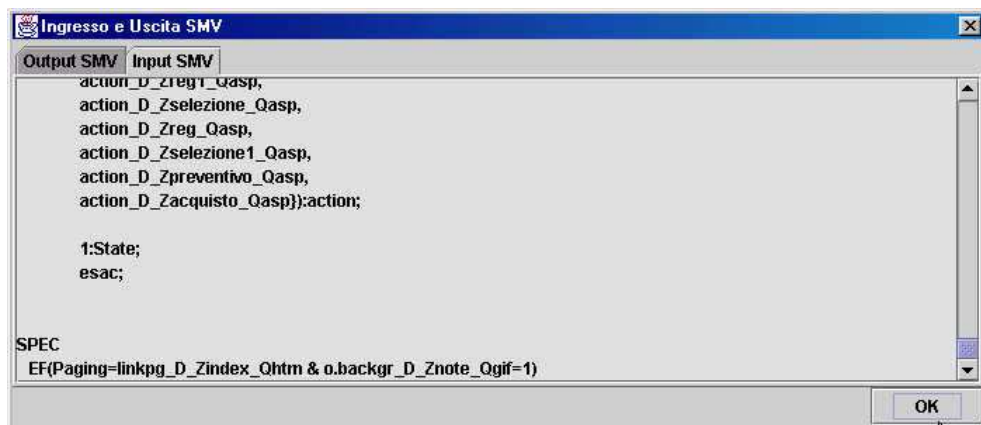 Ingresso e Uscita SMV
Output SMV Input SMV
action_D_Zreg1_Qasp,
action_D_Zselezione_Qasp,
action_D_Zreg_Qasp,
action_D_Zselezione1_Qasp,
action_D_Zpreventivo_Qasp,
action_D_Zacquisto_Qasp}):action;
1:State;
esac;
SPEC
EF(Paging=linkpg_D_Zindex_Qhtm & o.backgr_D_Znote_Qgif=1)
OK